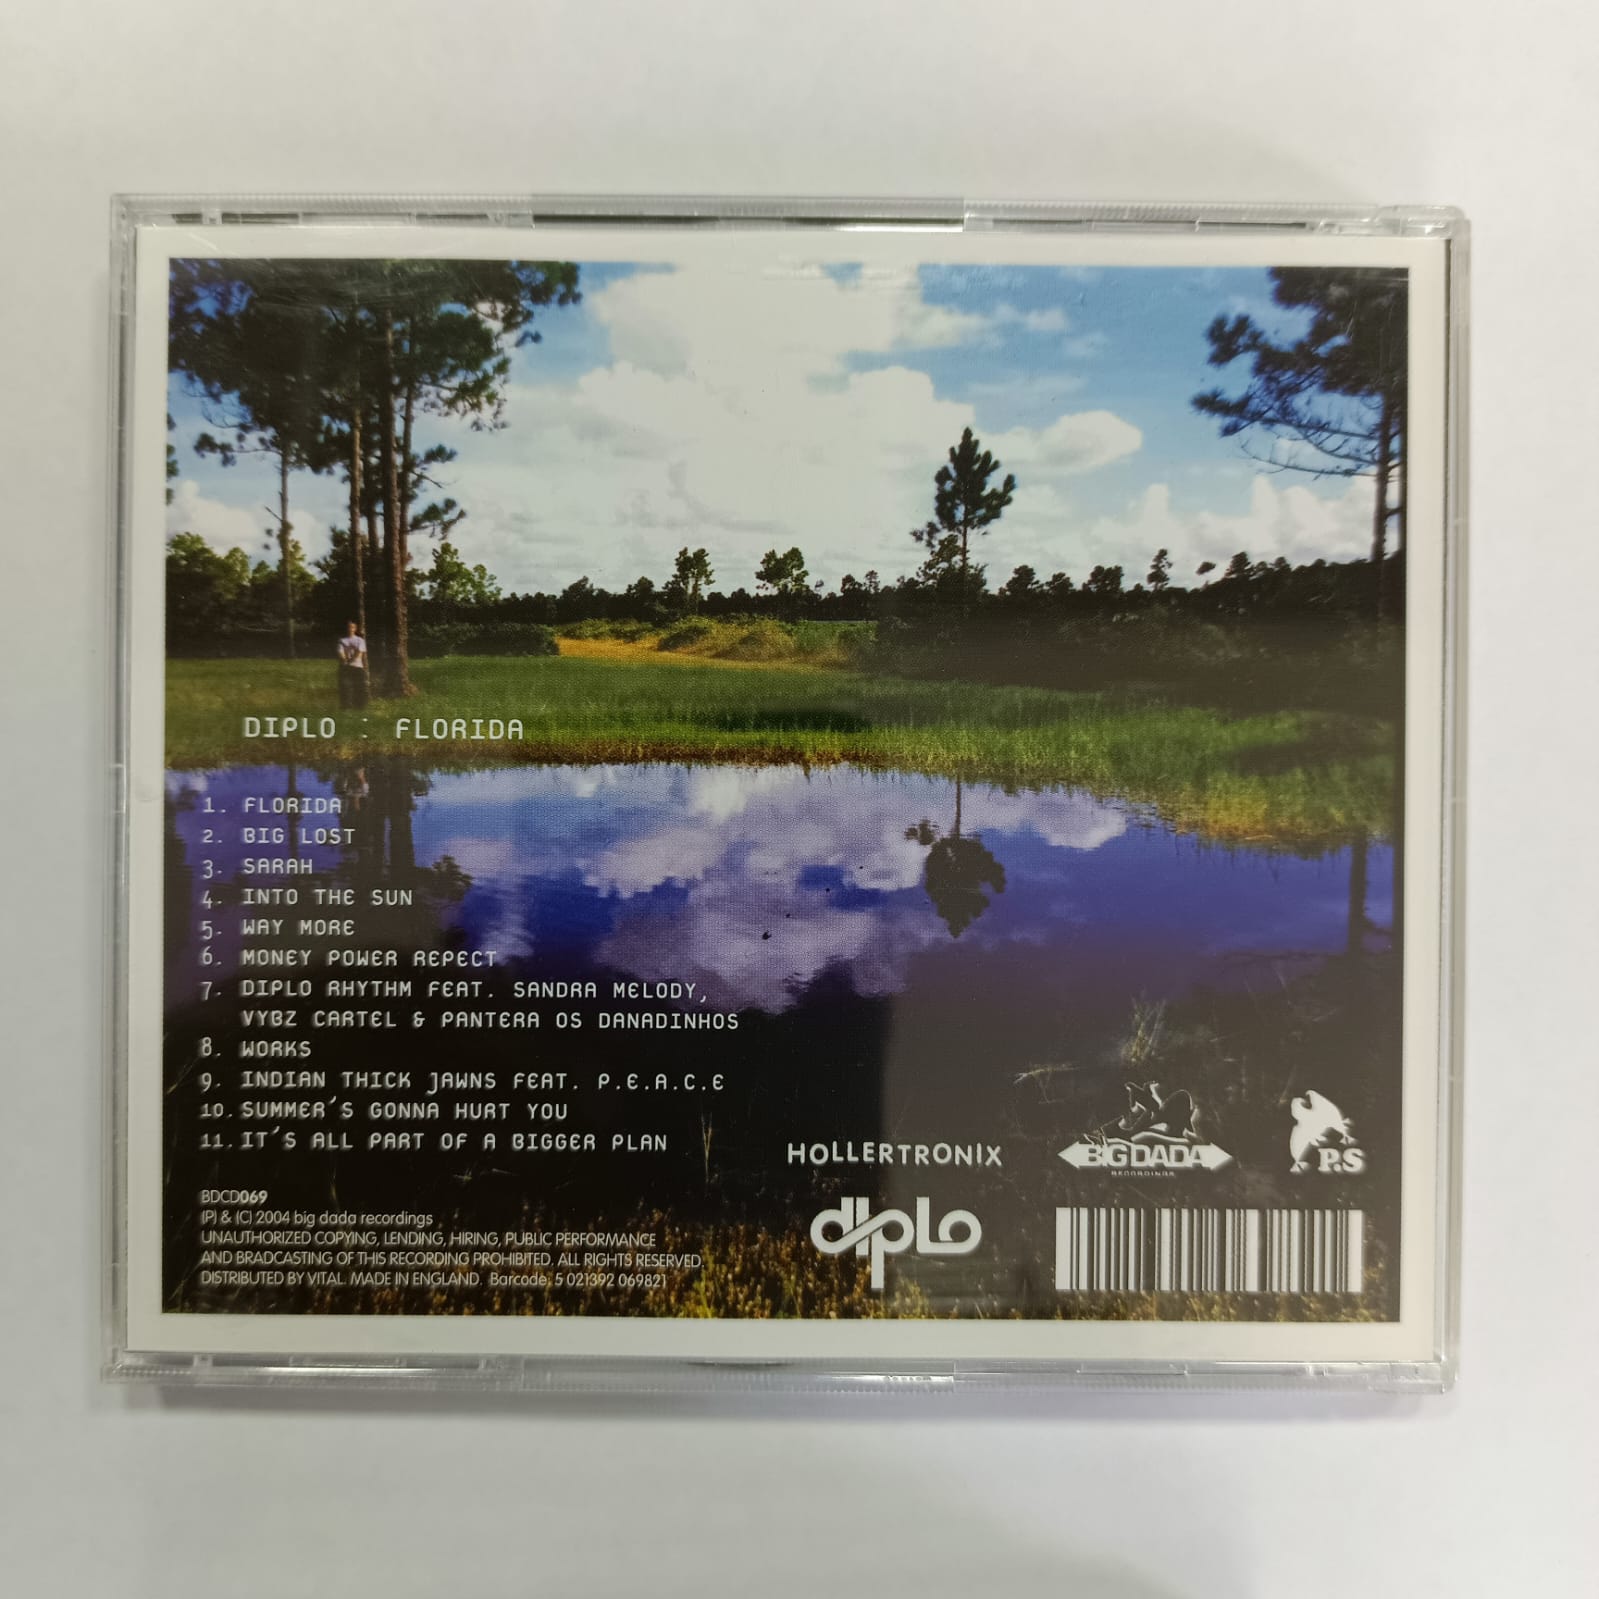 DIPLO : FLORIDA
1. FLORIDA
2. BIG LOST
3. SARAH
4. INTO THE SUN
5. WAY MORE
6. MONEY POWER REPECT
7. DIPLO RHYTHM FEAT. SANDRA MELODY,
VYBZ CARTEL & PANTERA OS DANADINHOS
8. WORKS
9. INDIAN THICK JAWNS FEAT. P.E.A.C.E
10. SUMMER'S GONNA HURT YOU
11. IT'S ALL PART OF A BIGGER PLAN
HOLLERTRONIX
BIG DADA
RECORDINGS
P.S
diplo
BDCD069
(P) & (C) 2004 big dada recordings
UNAUTHORIZED COPYING, LENDING, HIRING, PUBLIC PERFORMANCE
AND BRADCASTING OF THIS RECORDING PROHIBITED. ALL RIGHTS RESERVED.
DISTRIBUTED BY VITAL. MADE IN ENGLAND. Barcode: 5 021392 069821